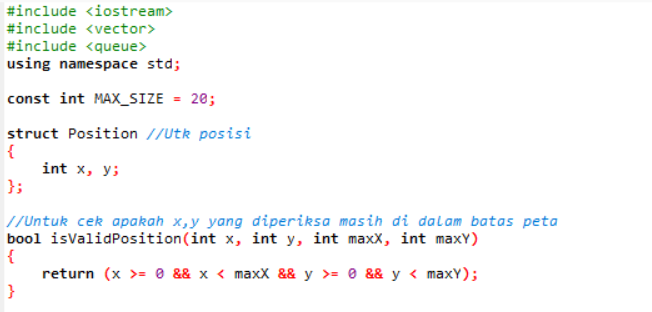 #include <iostream>
#include <vector>
#include <queue>
using namespace std;
const int MAX_SIZE = 20;
struct Position //Utk posisi
{
    int x, y;
};
//Untuk cek apakah x,y yang diperiksa masih di dalam batas peta
bool isValidPosition(int x, int y, int maxX, int maxY)
{
    return (x >= 0 && x < maxX && y >= 0 && y < maxY);
}